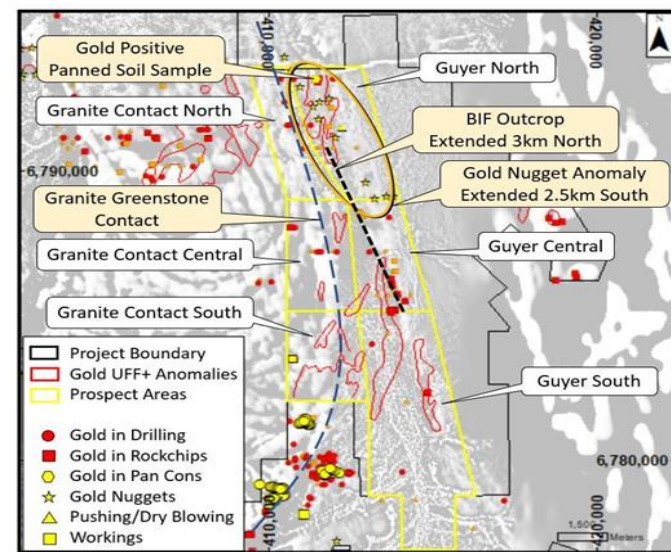 410,000
420,000
Gold Positive
Panned Soil Sample
Guyer North
Granite Contact North
BIF Outcrop
Extended 3km North
6,790,000
Gold Nugget Anomaly
Extended 2.5km South
Granite Greenstone
Contact
Guyer Central
Granite Contact Central
Granite Contact South
Guyer South
Project Boundary
Gold UFF+ Anomalies
Prospect Areas
Gold in Drilling
Gold in Rockchips
Gold in Pan Cons
Gold Nuggets
Pushing/Dry Blowing
Workings
6,780,000
1,500
Meters
410,000
420,000